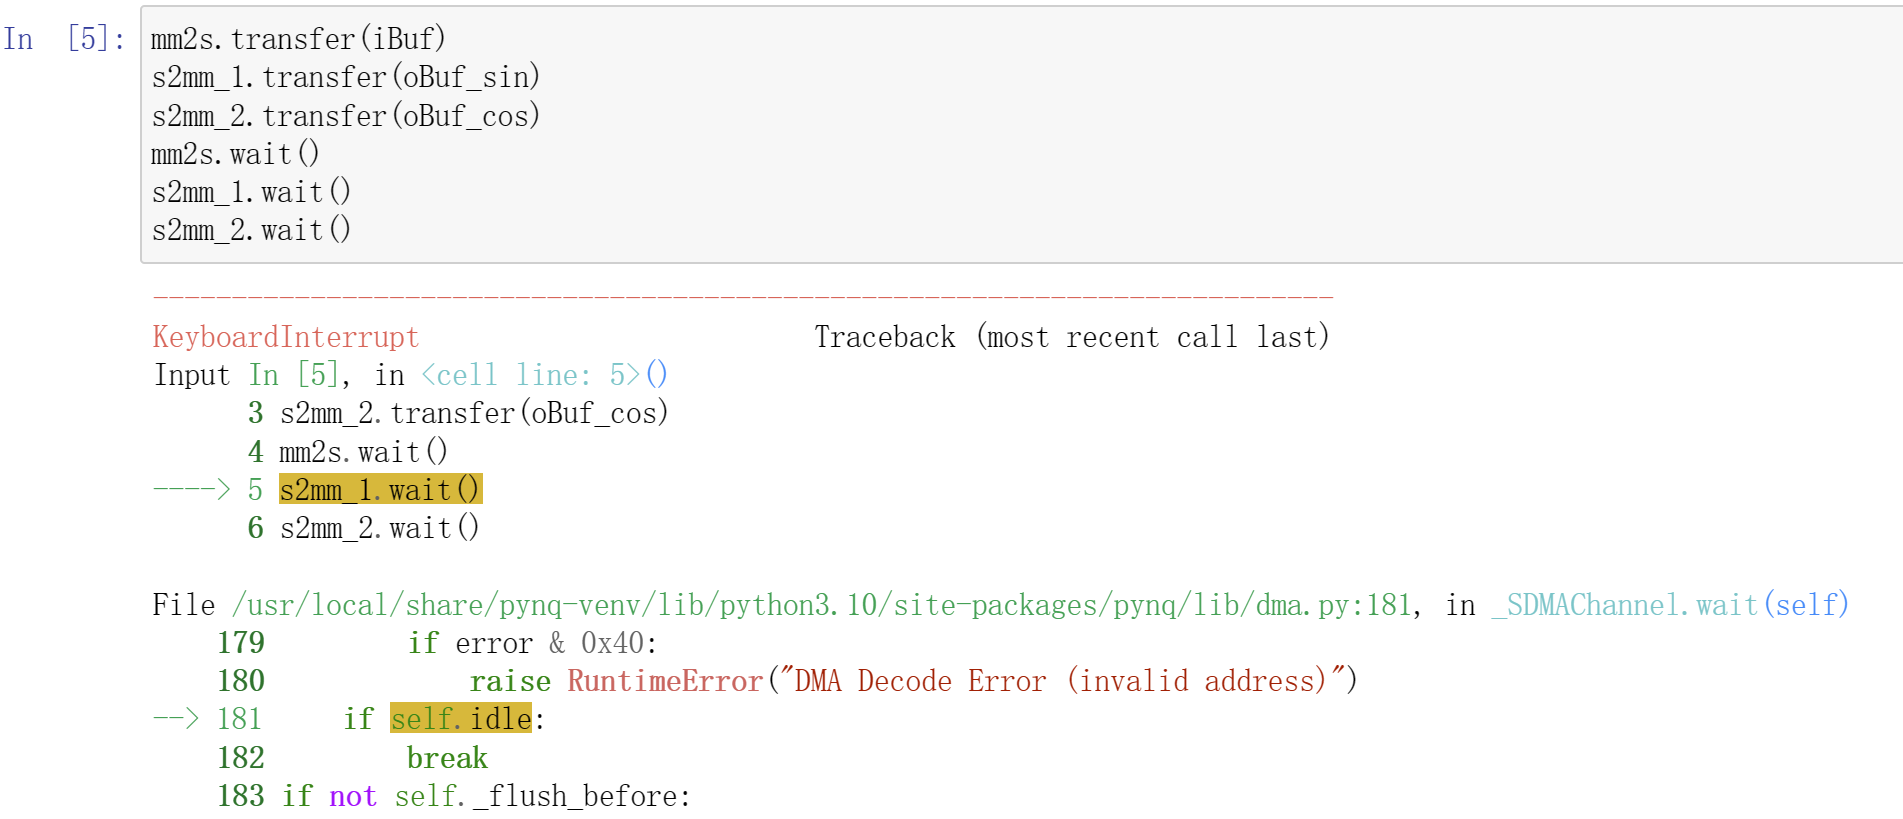 In [5]: mm2s.transfer(iBuf)
s2mm_1.transfer(oBuf_sin)
s2mm_2.transfer(oBuf_cos)
mm2s.wait()
s2mm_1.wait()
s2mm_2.wait()
---------------------------------------------------------------------------
KeyboardInterrupt                         Traceback (most recent call last)
Input In [5], in <cell line: 5>()
      3 s2mm_2.transfer(oBuf_cos)
      4 mm2s.wait()
----> 5 s2mm_1.wait()
      6 s2mm_2.wait()
File /usr/local/share/pynq-venv/lib/python3.10/site-packages/pynq/lib/dma.py:181, in _SDMAChannel.wait(self)
    179         if error & 0x40:
    180             raise RuntimeError("DMA Decode Error (invalid address)")
--> 181     if self.idle:
    182         break
    183 if not self._flush_before: